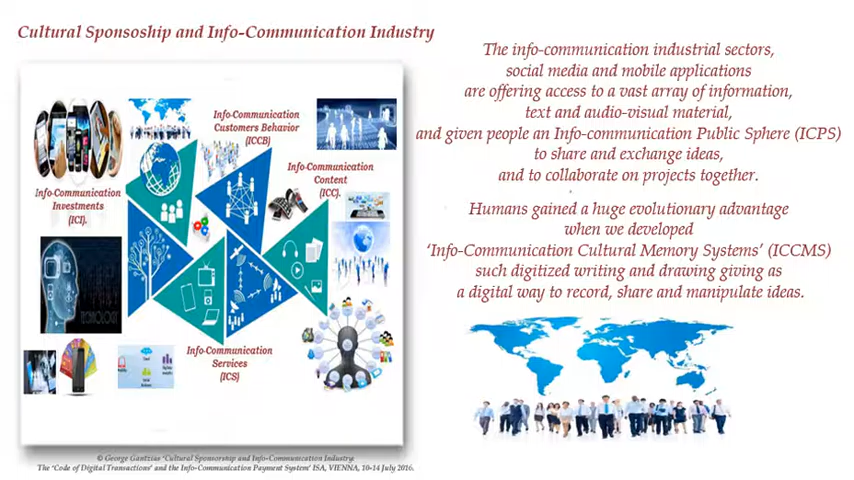 Cultural Sponsoship and Info-Communication Industry
Info-Communication
Customers Behavior
(ICCB)
Info-Communication
Content
(ICC).
Info-Communication
Investments
(ICI).
TECHNOLOGY
Info-Communication
Services
(ICS)
© George Gantzias 'Cultural Sponsorship and Info-Communication Industry:
The 'Code of Digital Transactions' and the Info-Communication Payment System' ISA, VIENNA, 10-14 July 2016.
The info-communication industrial sectors,
social media and mobile applications
are offering access to a vast array of information,
text and audio-visual material,
and given people an Info-communication Public Sphere (ICPS)
to share and exchange ideas,
and to collaborate on projects together.
Humans gained a huge evolutionary advantage
when we developed
'Info-Communication Cultural Memory Systems' (ICCMS)
such digitized writing and drawing giving as
a digital way to record, share and manipulate ideas.